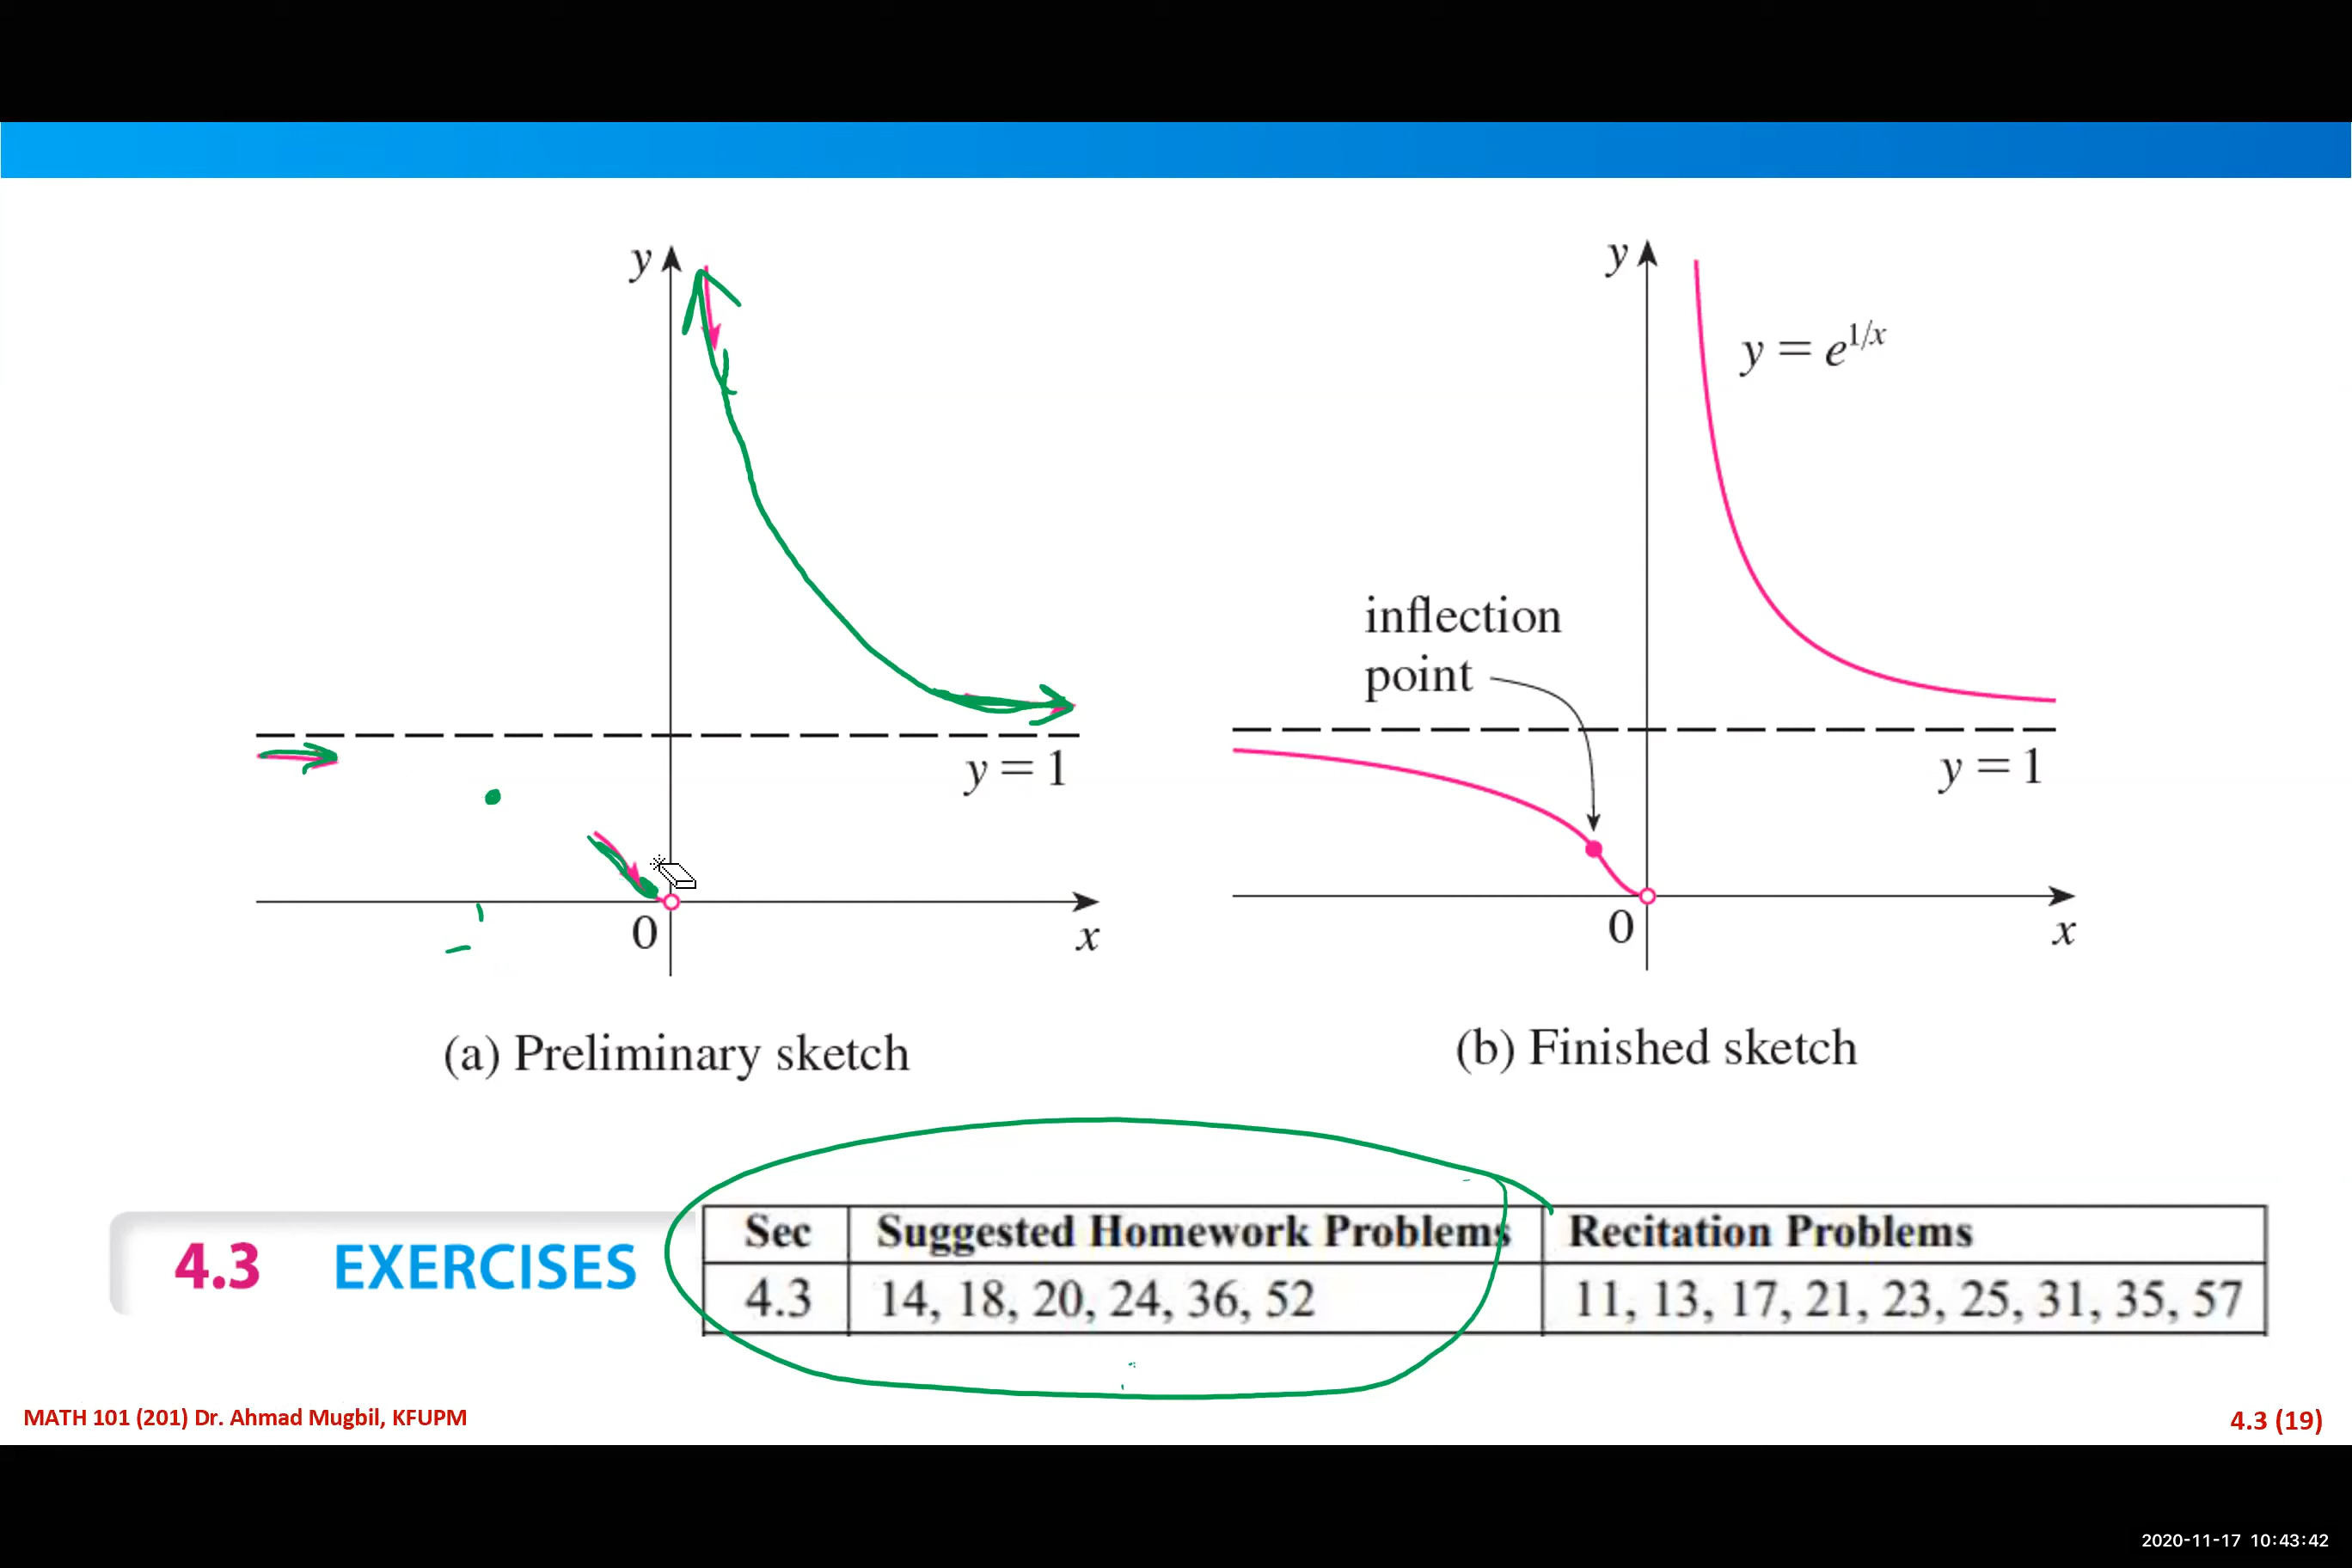 y
y = 1
0
x
(a) Preliminary sketch
y
y = e^{1/x}
inflection
point
y = 1
0
x
(b) Finished sketch
4.3 EXERCISES
Sec Suggested Homework Problems Recitation Problems
4.3 14, 18, 20, 24, 36, 52 11, 13, 17, 21, 23, 25, 31, 35, 57
MATH 101 (201) Dr. Ahmad Mugbil, KFUPM
4.3 (19)
2020-11-17 10:43:42